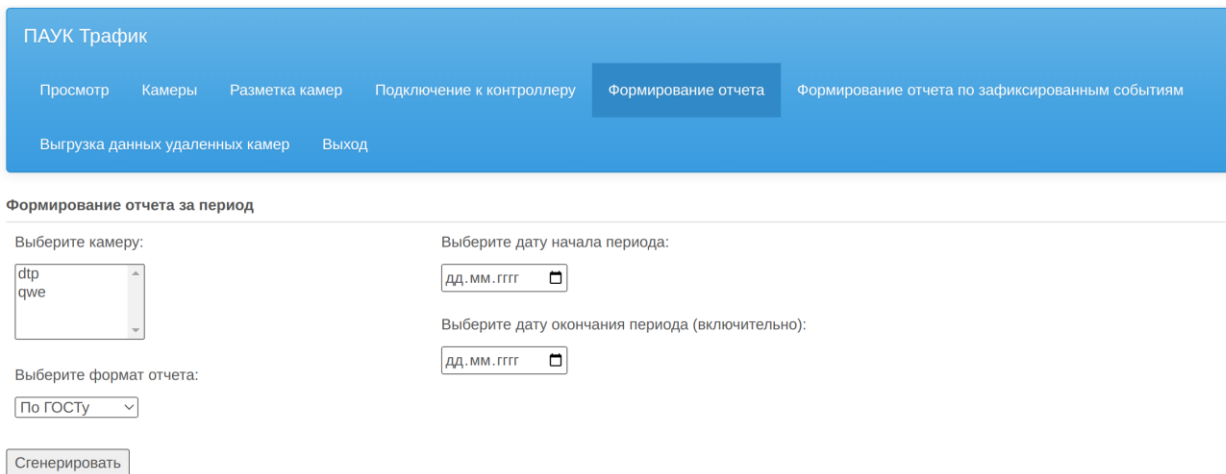 ПАУК Трафик
Просмотр Камеры Разметка камер Подключение к контроллеру Формирование отчета Формирование отчета по зафиксированным событиям
Выгрузка данных удаленных камер Выход
Формирование отчета за период
Выберите камеру:
dtp
qwe
Выберите формат отчета:
По ГОСТу
Выберите дату начала периода:
дд.мм.гггг
Выберите дату окончания периода (включительно):
дд.мм.гггг
Сгенерировать